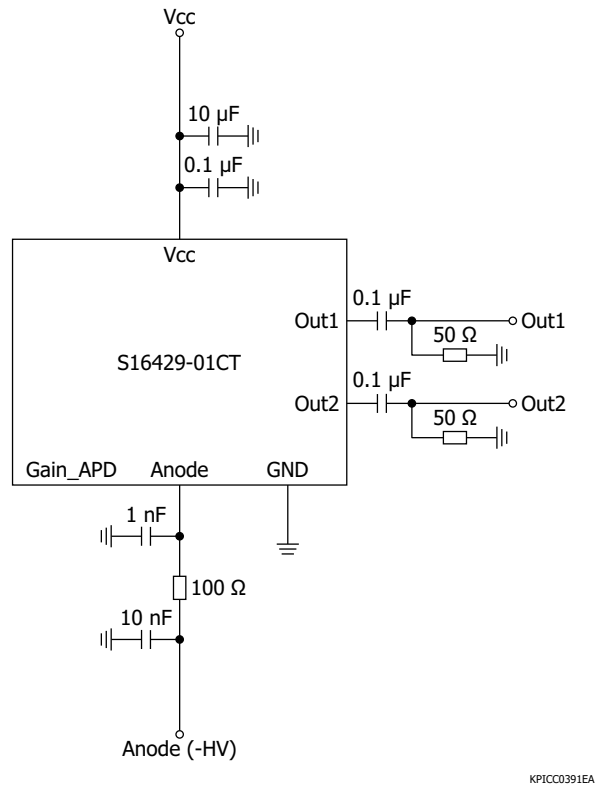 Vcc
10 µF
0.1 µF
Vcc
Out1
0.1 µF
Out1
50 Ω
S16429-01CT
Out2
0.1 µF
Out2
50 Ω
Gain_APD
Anode
GND
1 nF
100 Ω
10 nF
Anode (-HV)
KPICC0391EA